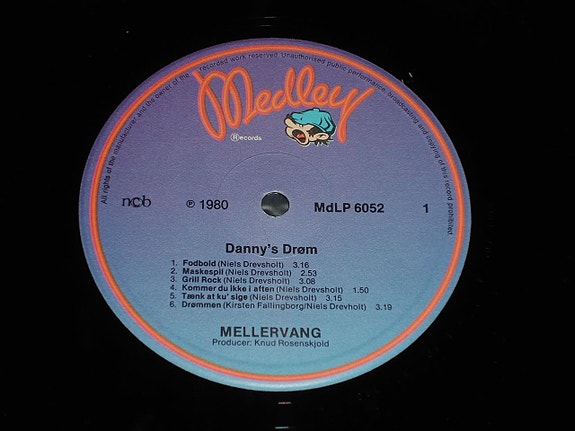 All rights of the manufacturer and the owner of the recorded work reserved. Unauthorised public performance, broadcasting and copying of this record prohibited
Medley
Records
ncb ℗ 1980 MdLP 6052 1
Danny's Drøm
1. Fodbold (Niels Drevsholt) 3.16
2. Maskespil (Niels Drevsholt) 2.53
3. Grill Rock (Niels Drevsholt) 3.08
4. Kommer du ikke i aften (Niels Drevsholt) 1.50
5. Tænk at ku' sige (Niels Drevsholt) 3.15
6. Drømmen (Kirsten Fallingborg/Niels Drevholt) 3.19
MELLERVANG
Producer: Knud Rosenskjold